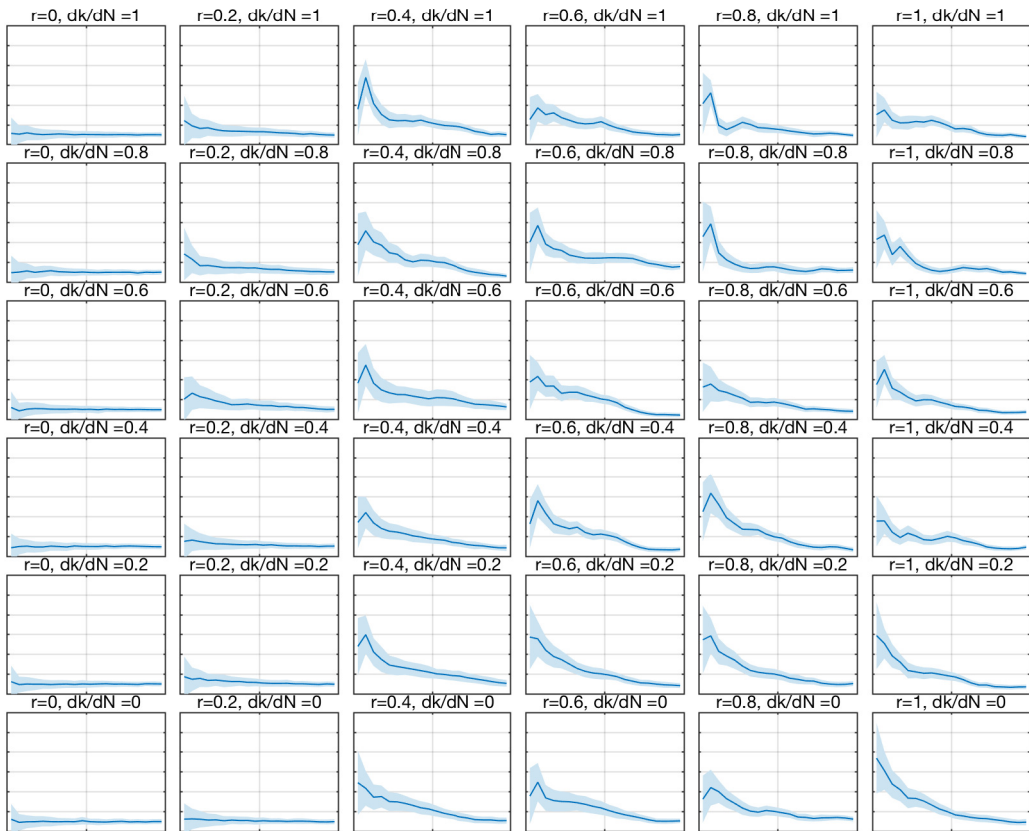 r=0, dk/dN =1 r=0.2, dk/dN =1 r=0.4, dk/dN =1 r=0.6, dk/dN =1 r=0.8, dk/dN =1 r=1, dk/dN =1
r=0, dk/dN =0.8 r=0.2, dk/dN =0.8 r=0.4, dk/dN =0.8 r=0.6, dk/dN =0.8 r=0.8, dk/dN =0.8 r=1, dk/dN =0.8
r=0, dk/dN =0.6 r=0.2, dk/dN =0.6 r=0.4, dk/dN =0.6 r=0.6, dk/dN =0.6 r=0.8, dk/dN =0.6 r=1, dk/dN =0.6
r=0, dk/dN =0.4 r=0.2, dk/dN =0.4 r=0.4, dk/dN =0.4 r=0.6, dk/dN =0.4 r=0.8, dk/dN =0.4 r=1, dk/dN =0.4
r=0, dk/dN =0.2 r=0.2, dk/dN =0.2 r=0.4, dk/dN =0.2 r=0.6, dk/dN =0.2 r=0.8, dk/dN =0.2 r=1, dk/dN =0.2
r=0, dk/dN =0 r=0.2, dk/dN =0 r=0.4, dk/dN =0 r=0.6, dk/dN =0 r=0.8, dk/dN =0 r=1, dk/dN =0